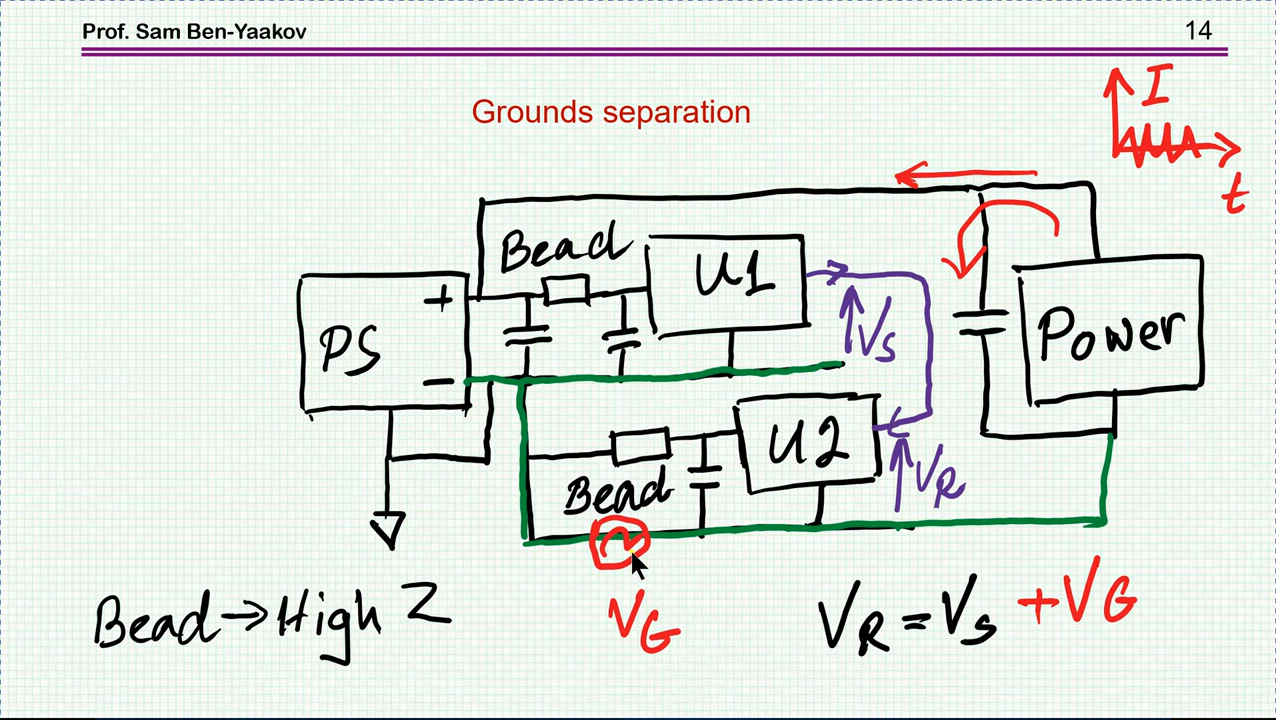 Prof. Sam Ben-Yaakov
14
Grounds separation
I
t
Bead
U1
+
PS
Vs
Power
−
U2
Bead
VR
VG
Bead → High Z
VR = Vs + VG